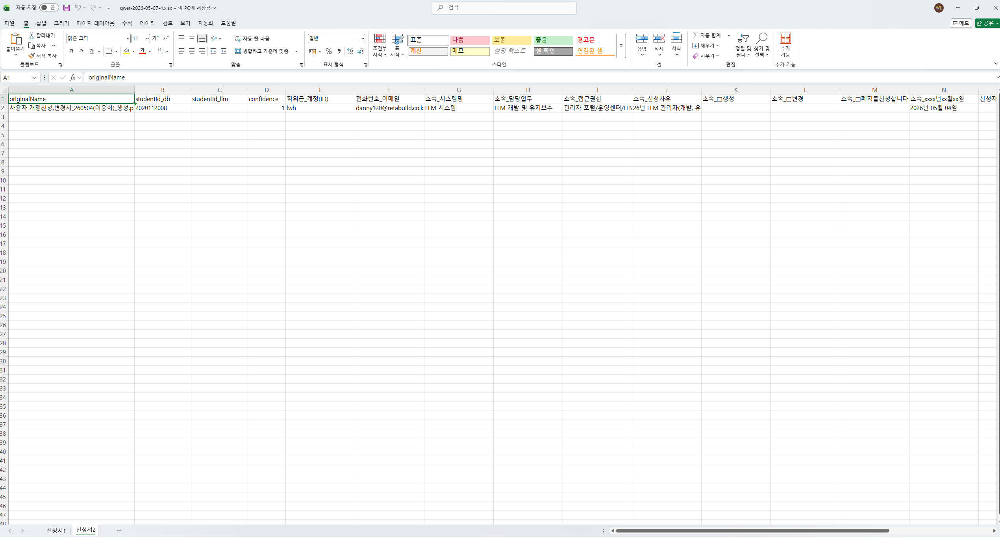 자동 저장 끔 qwer-2026-05-07-4.xlsx • 이 PC에 저장됨 검색 WL
파일 홈 삽입 그리기 페이지 레이아웃 수식 데이터 검토 보기 자동화 도움말 메모 공유
붙여넣기 잘라내기 복사 서식 복사 클립보드
맑은 고딕 11 가 가 가 가 가 가 글꼴
자동 줄 바꿈 병합하고 가운데 맞춤 맞춤
일반 % 표시 형식
조건부 서식 표 서식 표준 나쁨 보통 좋음 경고문
계산 메모 설명 텍스트 셀 확인 연결된 셀 스타일
삽입 삭제 서식 셀
자동 합계 채우기 지우기 정렬 및 필터 찾기 및 선택 편집
추가 기능 추가 기능
A1 fx originalName
A B C D E F G H I J K L M N
1 originalName studentId_db studentId_llm confidence 직위급_계정(ID) 전화번호_이메일 소속_시스템명 소속_담당업무 소속_접근권한 소속_신청사유 소속_□생성 소속_□변경 소속_□폐지를신청합니다 소속_xxxx년xx월xx일 신청자
2 사용자 개정신청,변경서_260504(이웅희)_생성.p 2020112008 1 lwh danny120@retabuild.co.k LLM 시스템 LLM 개발 및 유지보수 관리자 포털/운영센터/LLM 26년 LLM 관리자(개발, 유 2026년 05월 04일
3
4
5
6
7
8
9
10
11
12
13
14
15
16
17
18
19
20
21
22
23
24
25
26
27
28
29
30
31
32
33
34
35
36
37
38
39
40
41
42
43
44
45
46
47
48
신청서1 신청서2